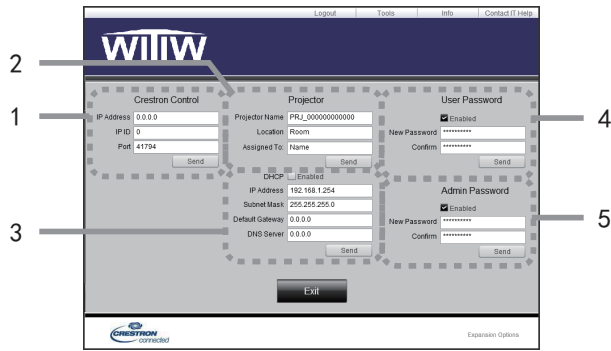 Logout Tools Info Contact IT Help
WITIW
2
1
3
4
5
Crestron Control
IP Address 0.0.0.0
IP ID 0
Port 41794
Send
Projector
Projector Name PRJ_000000000000
Location Room
Assigned To: Name
Send
DHCP Enabled
IP Address 192.168.1.254
Subnet Mask 255.255.255.0
Default Gateway 0.0.0.0
DNS Server 0.0.0.0
Send
User Password
Enabled
New Password **********
Confirm **********
Send
Admin Password
Enabled
New Password **********
Confirm **********
Send
Exit
CRESTRON
connected
Expansion Options